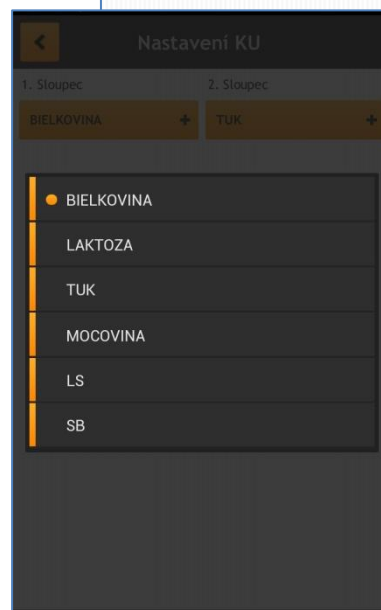 Nastavení KU
1. Sloupec 2. Sloupec
BIELKOVINA + TUK +
BIELKOVINA
LAKTOZA
TUK
MOCOVINA
LS
SB